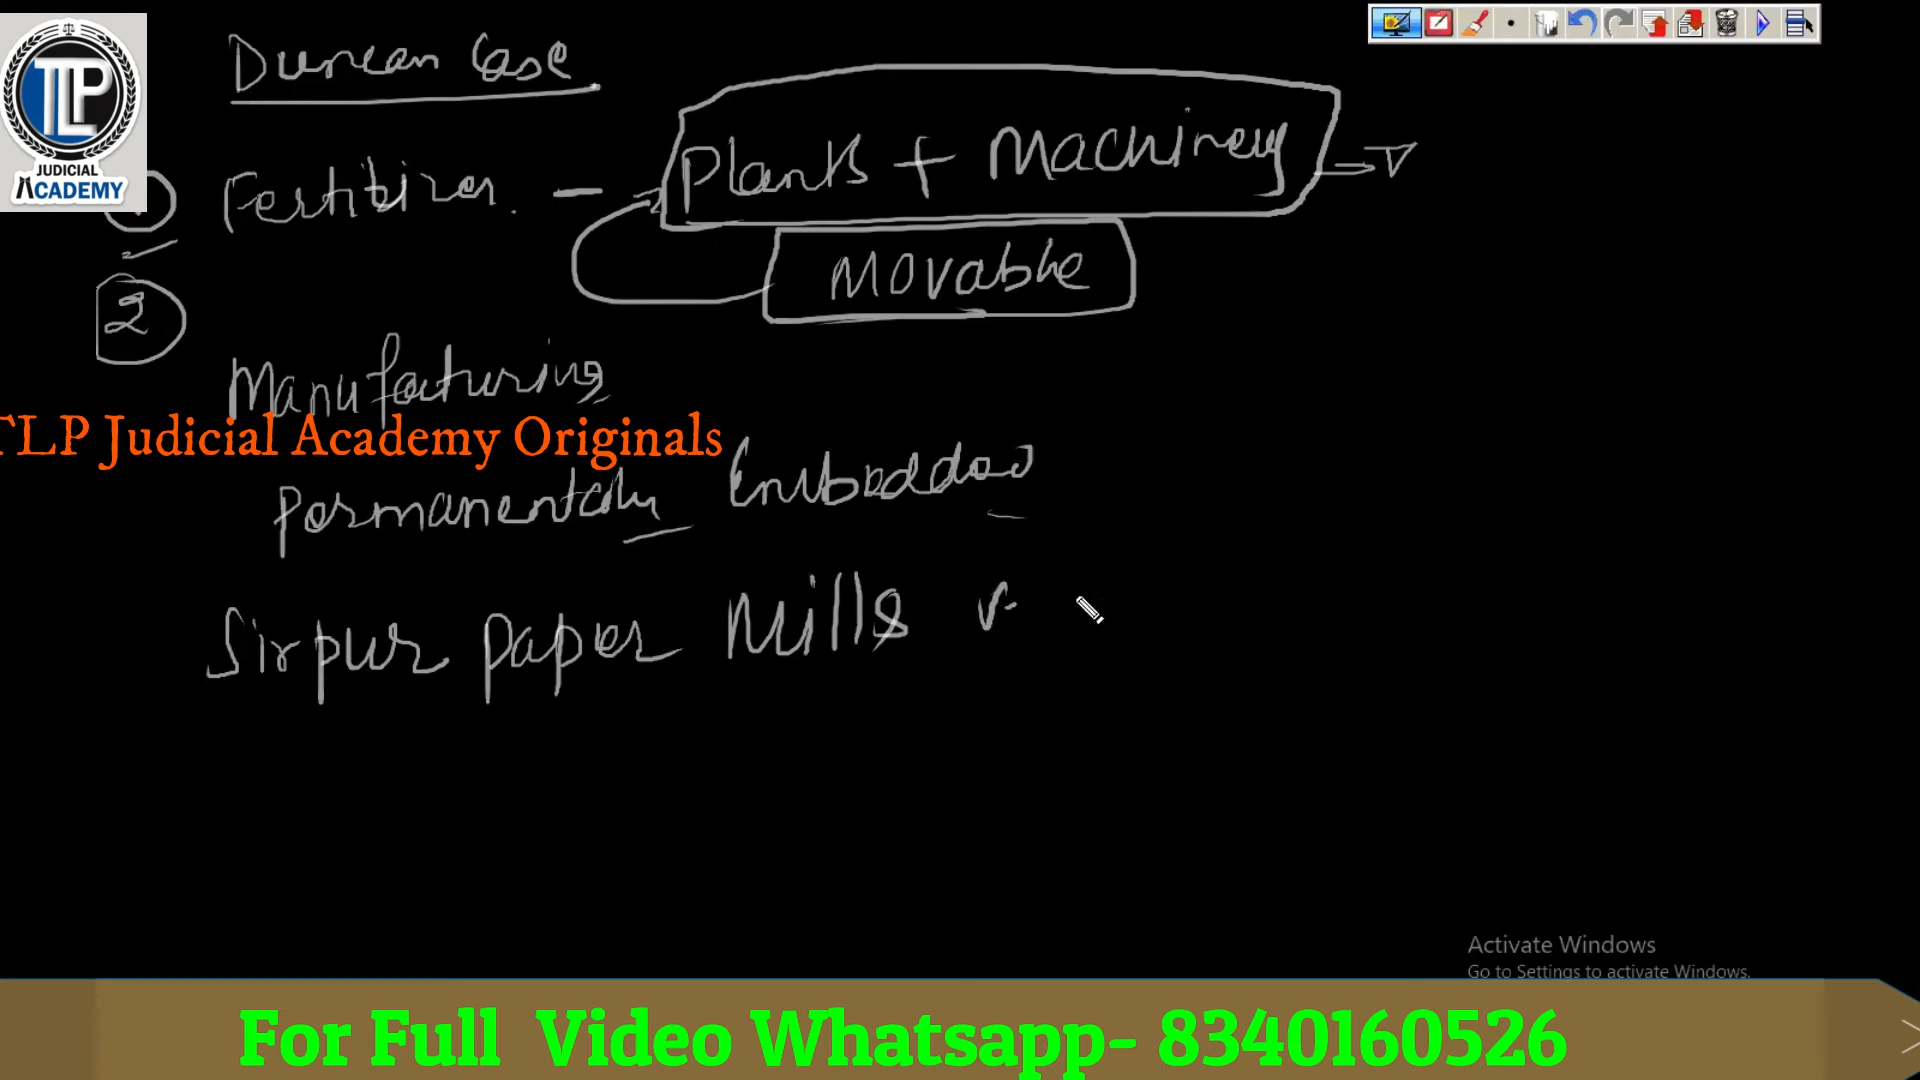 Duncan Case
TLP
JUDICIAL
ACADEMY
Fertilizer. - Plants + Machinery
Movable
2
Manufacturing
TLP Judicial Academy Originals
Permanently Embedded
Sirpur Paper Mills v.
Activate Windows
Go to Settings to activate Windows.
For Full Video Whatsapp- 8340160526